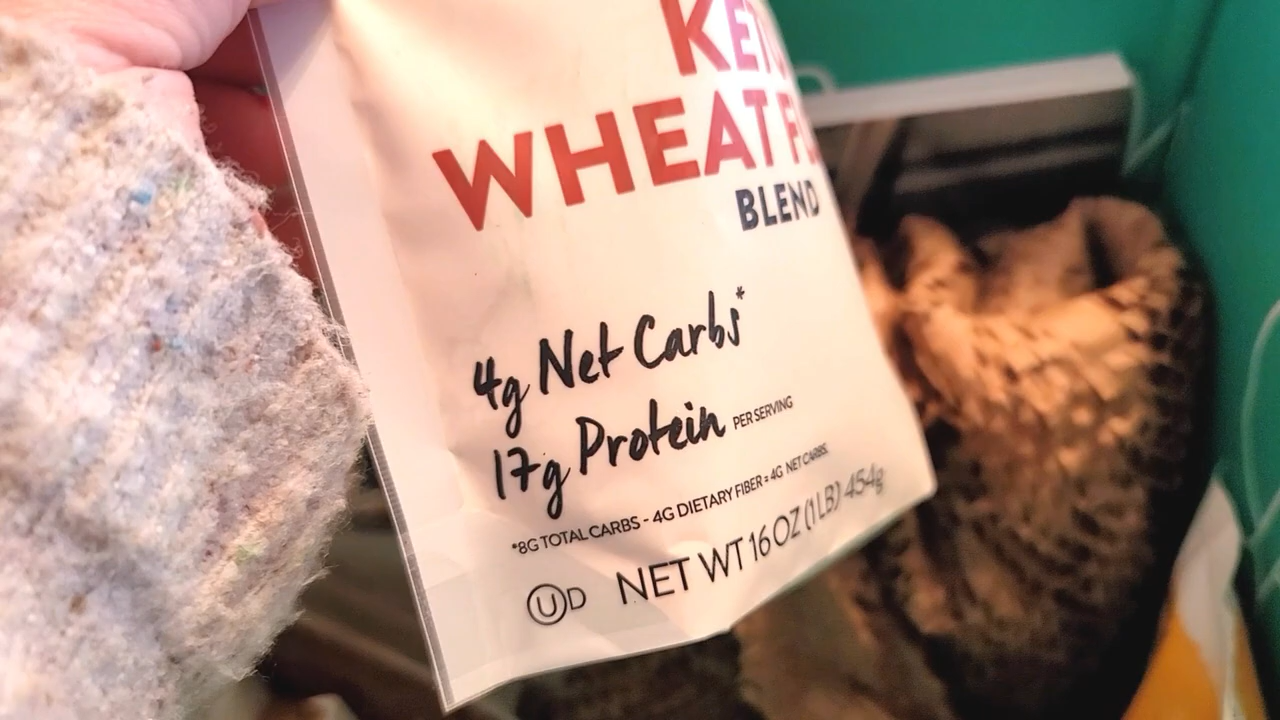 WHEAT
BLEND
4g Net Carbs*
17g Protein PER SERVING
*8G TOTAL CARBS - 4G DIETARY FIBER = 4G NET CARBS.
NET WT 16 OZ (1 LB) 454g
UD